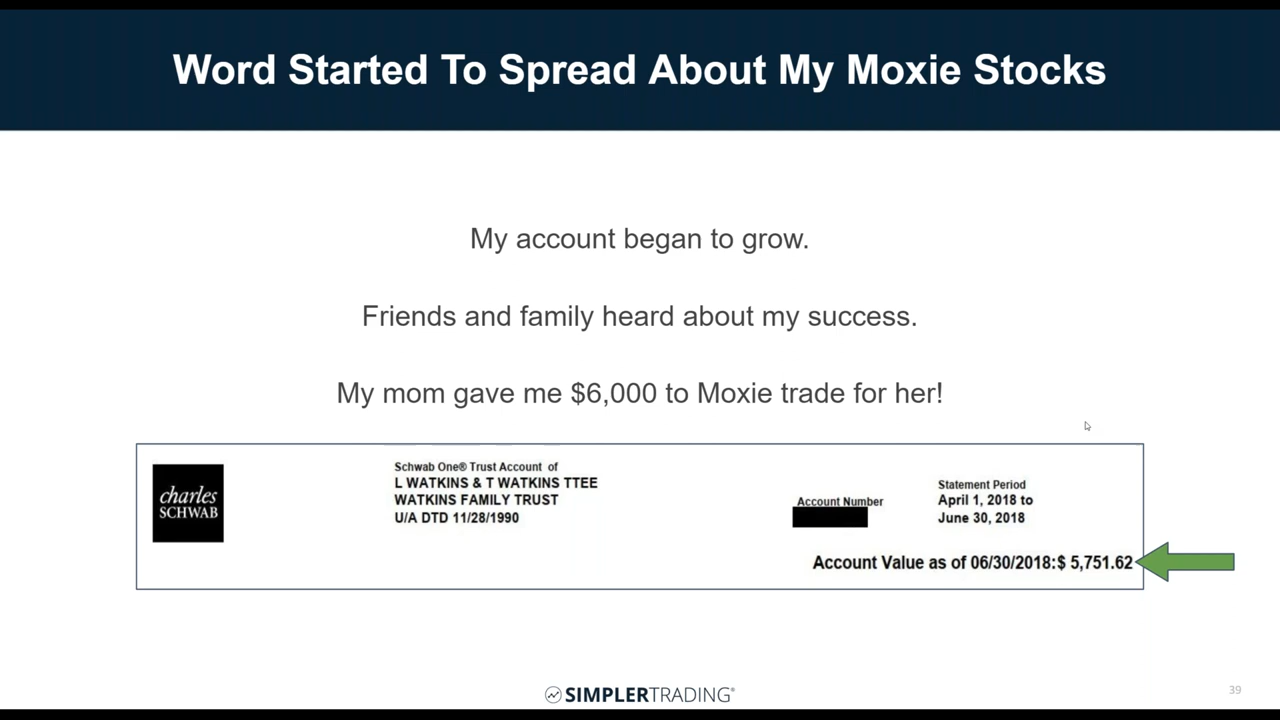 Word Started To Spread About My Moxie Stocks
My account began to grow.
Friends and family heard about my success.
My mom gave me $6,000 to Moxie trade for her!
charles
SCHWAB
Schwab One® Trust Account of
L WATKINS & T WATKINS TTEE
WATKINS FAMILY TRUST
U/A DTD 11/28/1990
Account Number
Statement Period
April 1, 2018 to
June 30, 2018
Account Value as of 06/30/2018:$ 5,751.62
SIMPLERTRADING®
39